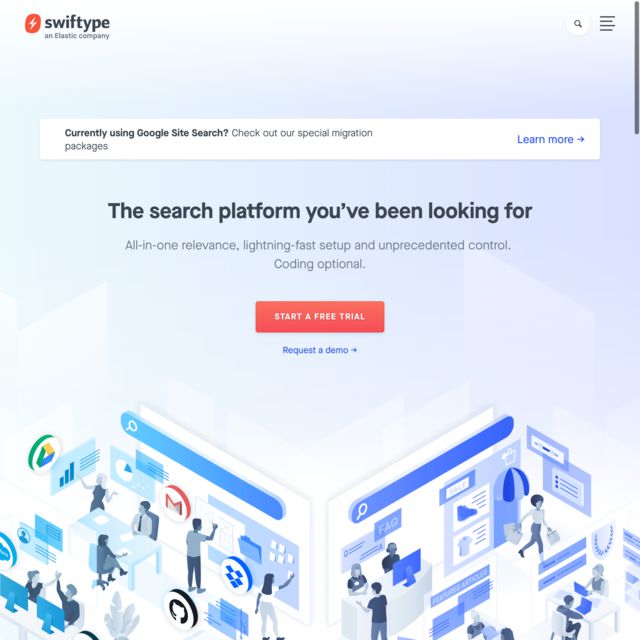 swiftype
an Elastic company
Currently using Google Site Search? Check out our special migration
packages
Learn more →
The search platform you've been looking for
All-in-one relevance, lightning-fast setup and unprecedented control.
Coding optional.
START A FREE TRIAL
Request a demo →
SALE
FAQ
FEATURED ARTICLES